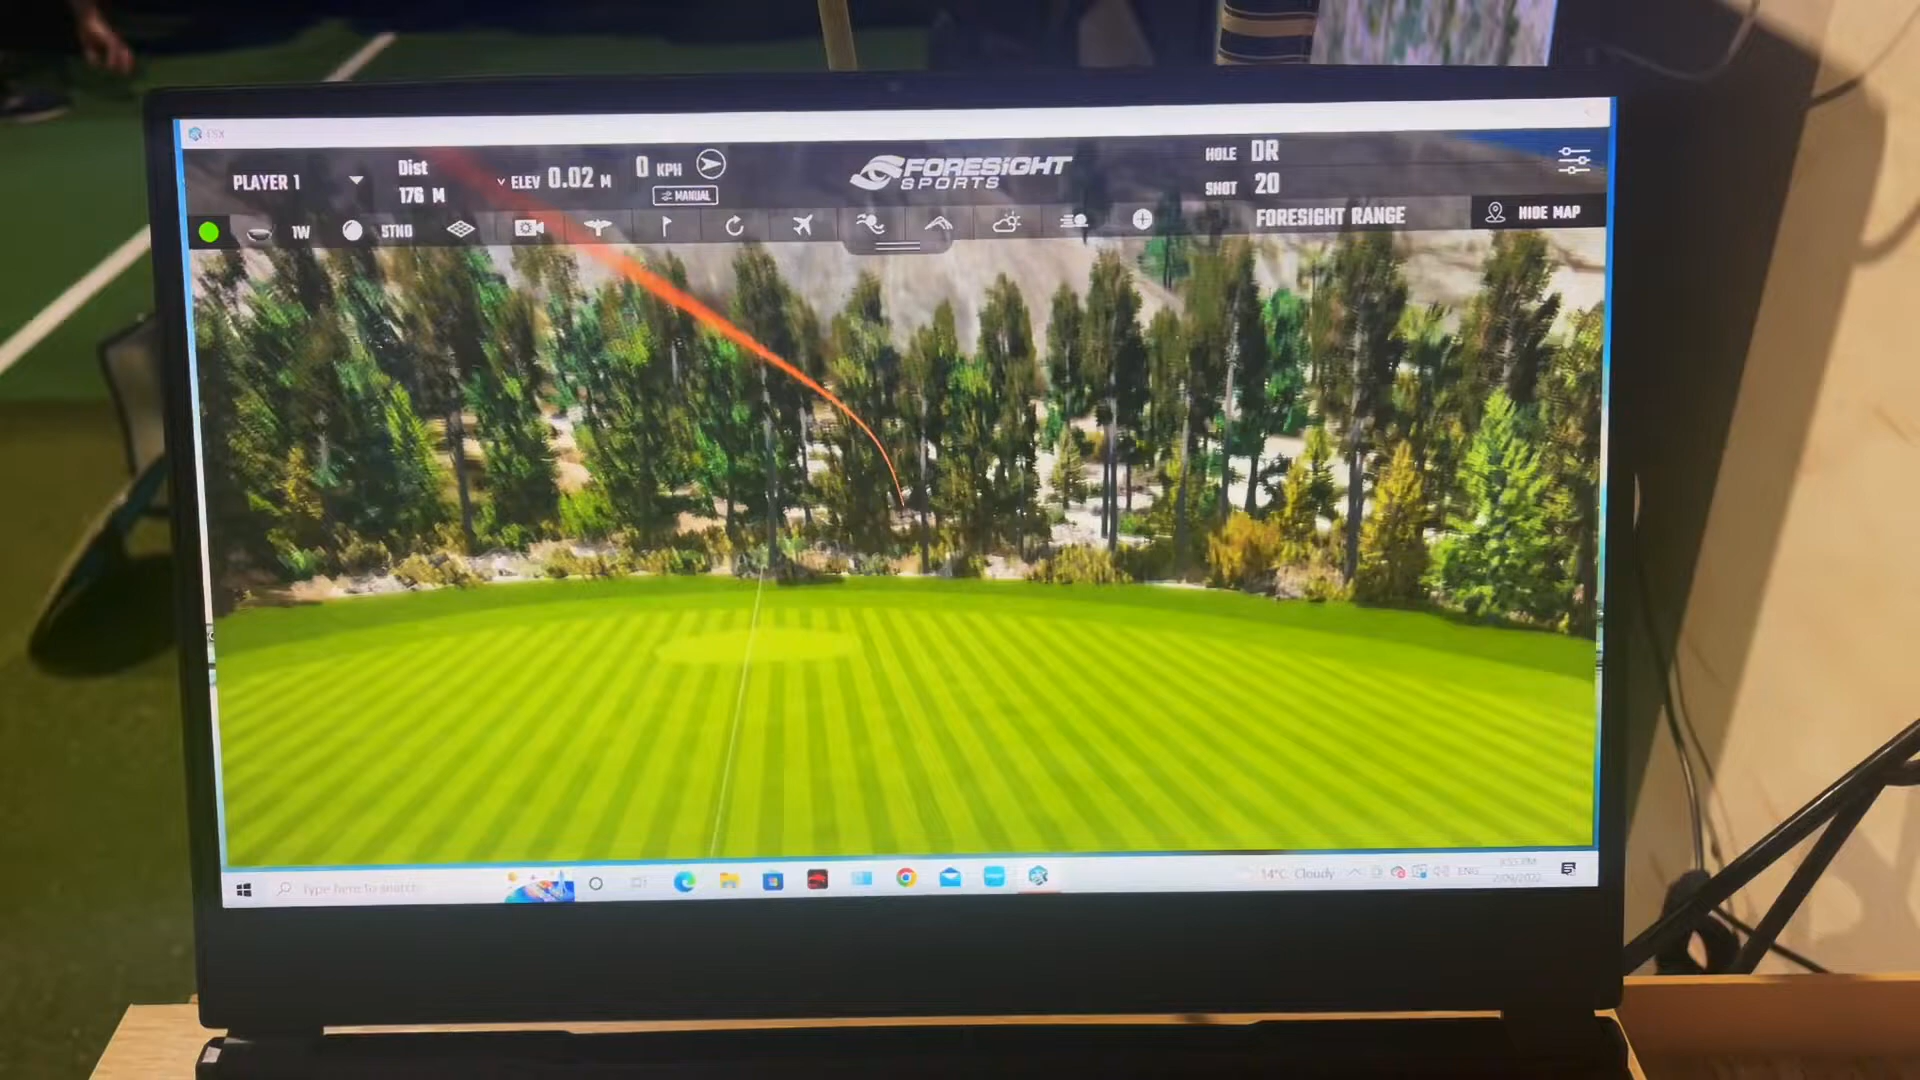 PLAYER 1
Dist
176 M
ELEV 0.02 M
0 KPH
MANUAL
FORESIGHT
SPORTS
HOLE DR
SHOT 20
1W
STND
FORESIGHT RANGE
HIDE MAP
Type here to search
14°C Cloudy
ENG